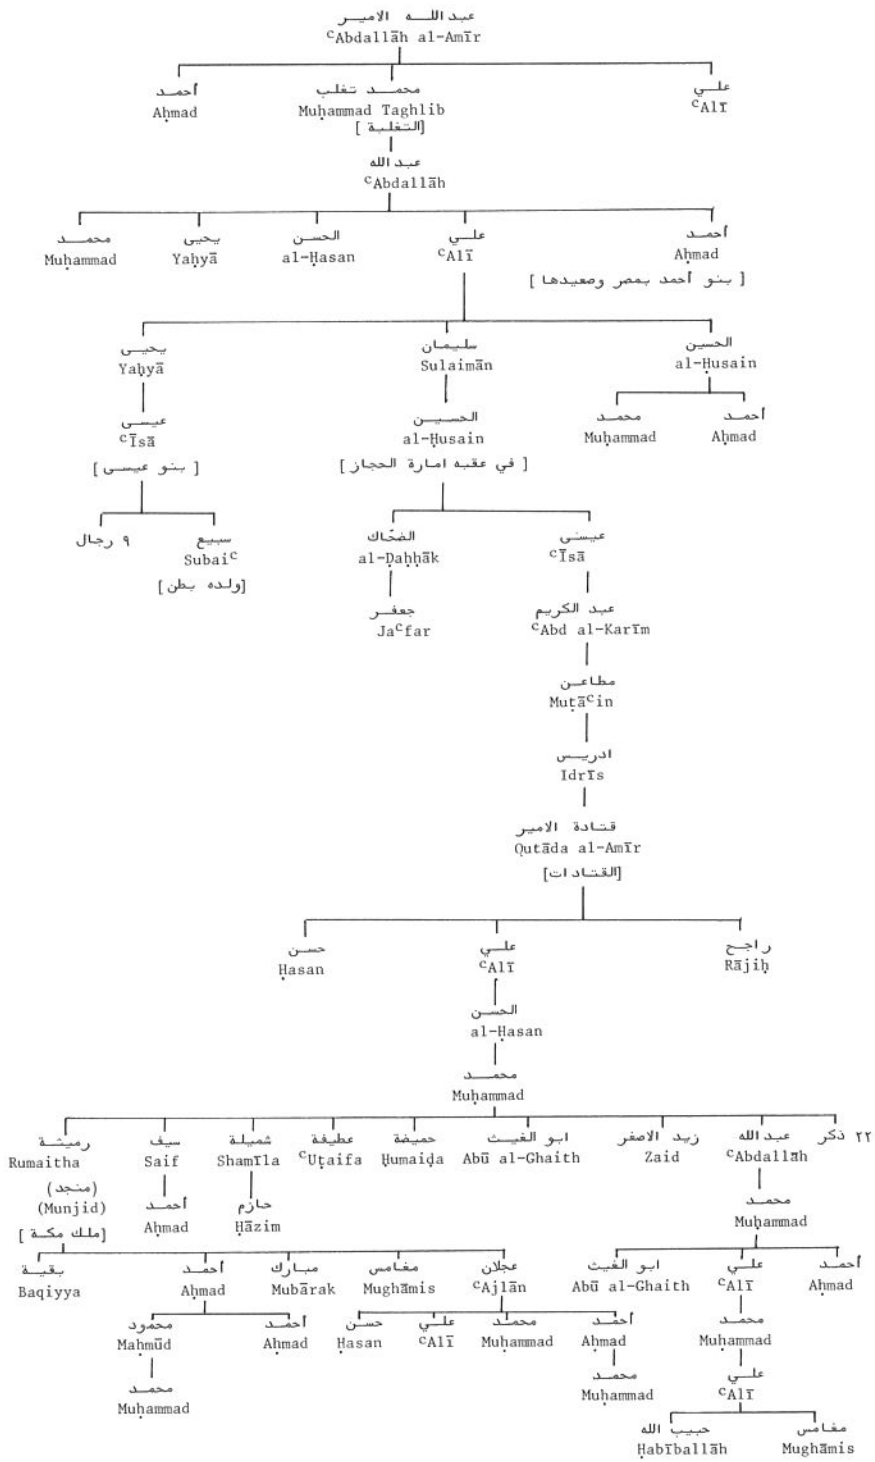 عبد الله الامير
ᶜAbdallāh al-Amīr
أحمد
Aḥmad
محمد تغلب
Muḥammad Taghlib
[التغلبة]
علي
ᶜAlī
عبد الله
ᶜAbdallāh
محمد
Muḥammad
يحيى
Yaḥyā
الحسن
al-Ḥasan
علي
ᶜAlī
أحمد
Aḥmad
[بنو أحمد بمصر وصعيدها]
يحيى
Yaḥyā
سليمان
Sulaimān
الحسين
al-Ḥusain
عيسى
ᶜĪsā
[بنو عيسى]
الحسين
al-Ḥusain
[في عقبه امارة الحجاز]
محمد
Muḥammad
أحمد
Aḥmad
٩ رجال
سبيع
Subaiᶜ
[ولده بطن]
الضحّاك
al-Ḍaḥḥāk
عيسى
ᶜĪsā
جعفر
Jaᶜfar
عبد الكريم
ᶜAbd al-Karīm
مطاعن
Muṭāᶜin
ادريس
Idrīs
قتادة الامير
Qutāda al-Amīr
[القتادات]
حسن
Ḥasan
علي
ᶜAlī
راجح
Rājiḥ
الحسن
al-Ḥasan
محمد
Muḥammad
رميثة
Rumaitha
(منجد)
(Munjid)
[ملك مكة]
سيف
Saif
شميلة
Shamīla
عطيفة
ᶜUṭaifa
حميضة
Ḥumaiḍa
ابو الغيث
Abū al-Ghaith
زيد الاصغر
Zaid
عبد الله
ᶜAbdallāh
٢٢ ذكر
أحمد
Aḥmad
حازم
Ḥāzim
محمد
Muḥammad
بقية
Baqiyya
أحمد
Aḥmad
مبارك
Mubārak
مغامس
Mughāmis
عجلان
ᶜAjlān
ابو الغيث
Abū al-Ghaith
علي
ᶜAlī
أحمد
Aḥmad
محمود
Maḥmūd
أحمد
Aḥmad
حسن
Ḥasan
علي
ᶜAlī
محمد
Muḥammad
أحمد
Aḥmad
محمد
Muḥammad
محمد
Muḥammad
محمد
Muḥammad
علي
ᶜAlī
حبيب الله
Ḥabīballāh
مغامس
Mughāmis